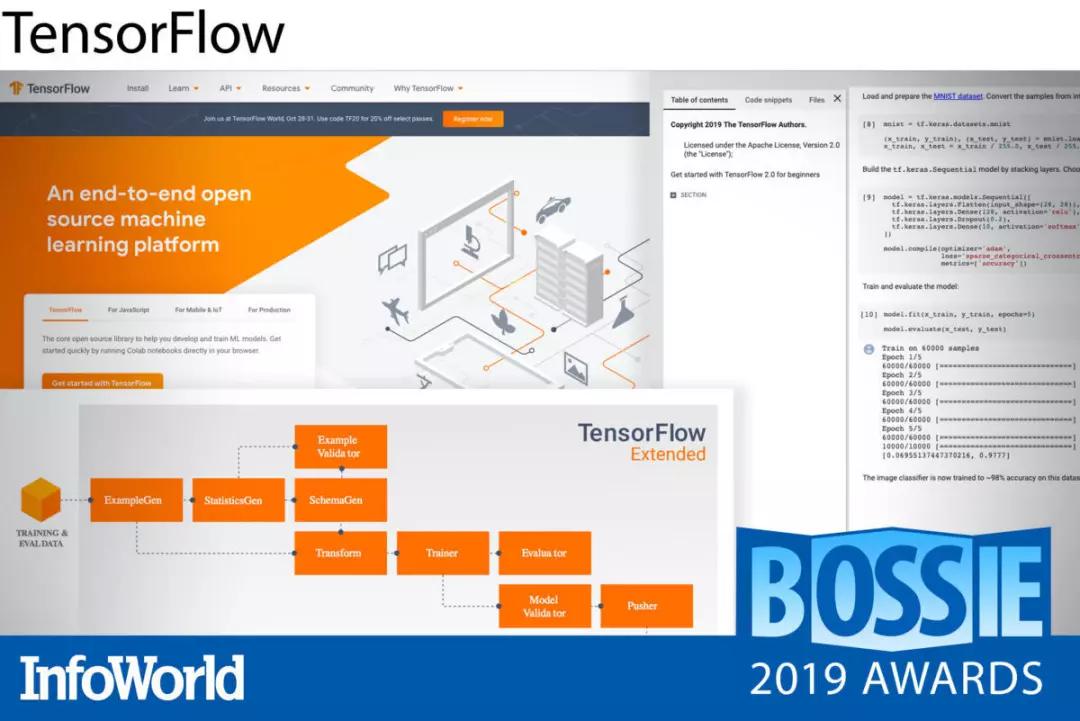 TensorFlow
TensorFlow
Install
Learn
API
Resources
Community
Why TensorFlow
Join us at TensorFlow World, Oct 28-31. Use code TF20 for 20% off select passes.
Register now
An end-to-end open
source machine
learning platform
TensorFlow
For JavaScript
For Mobile & IoT
For Production
The core open source library to help you develop and train ML models. Get
started quickly by running Colab notebooks directly in your browser.
Get started with TensorFlow
Table of contents
Code snippets
Files
Copyright 2019 The TensorFlow Authors.
Licensed under the Apache License, Version 2.0
(the "License");
Get started with TensorFlow 2.0 for beginners
SECTION
Load and prepare the MNIST dataset. Convert the samples from
[8] mnist = tf.keras.datasets.mnist
(x_train, y_train), (x_test, y_test) =
x_train, x_test = x_train / 255.0, x_test / 255.
Build the tf.keras.Sequential model by stacking layers.
[9] model = tf.keras.models.Sequential([
tf.keras.layers.Flatten(input_shape=(28, 28)),
tf.keras.layers.Dense(128, activation='relu'),
tf.keras.layers.Dropout(0.2),
tf.keras.layers.Dense(10, activation='softmax'
])
model.compile(optimizer='adam',
loss='sparse_categorical_crossentr
metrics=['accuracy'])
Train and evaluate the model:
[10] model.fit(x_train, y_train, epochs=5)
model.evaluate(x_test, y_test)
Train on 60000 samples
Epoch 1/5
60000/60000 [==============================]
Epoch 2/5
60000/60000 [==============================]
Epoch 3/5
60000/60000 [==============================]
Epoch 4/5
60000/60000 [==============================]
Epoch 5/5
60000/60000 [==============================]
10000/10000 [==============================]
[0.06955137447370216, 0.9777]
The image classifier is now trained to ~98% accuracy on this
TensorFlow
Extended
TRAINING &
EVAL DATA
ExampleGen
StatisticsGen
Example
Validator
SchemaGen
Transform
Trainer
Evaluator
Model
Validator
Pusher
BOSSIE
2019 AWARDS
InfoWorld